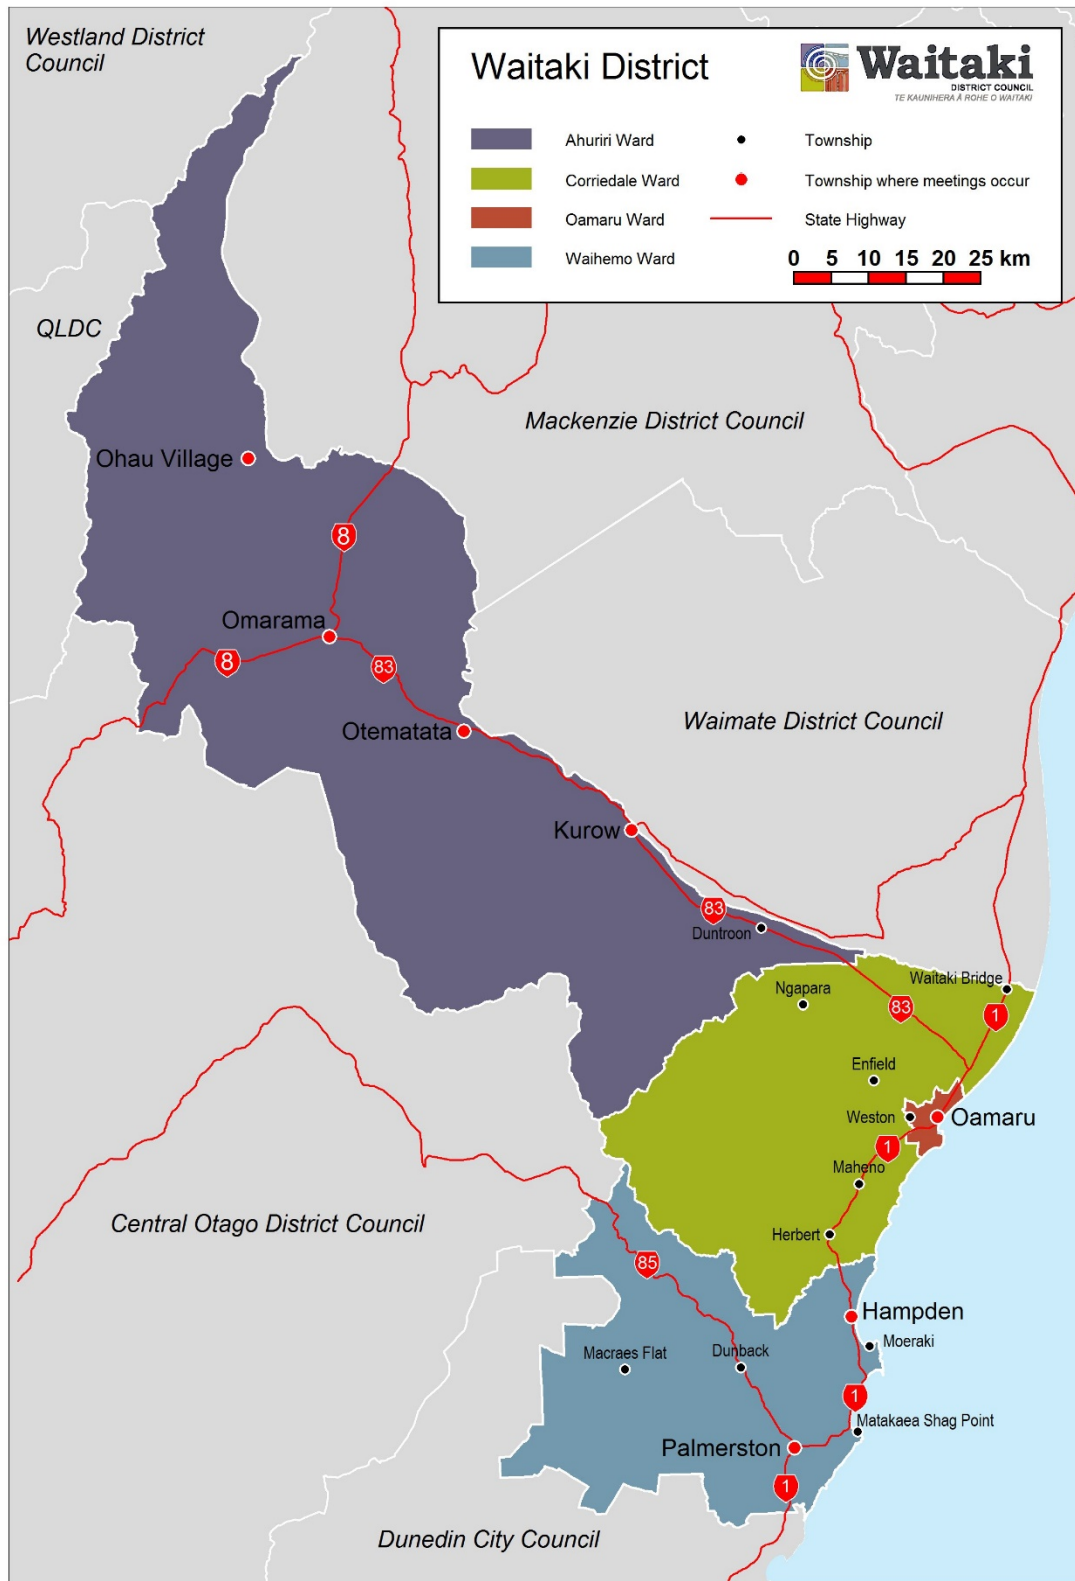 Westland District
Council
Waitaki District
Waitaki
DISTRICT COUNCIL
TE KAUNIHERA Ā ROHE O WAITAKI
Ahuriri Ward
Township
Corriedale Ward
Township where meetings occur
Oamaru Ward
State Highway
Waihemo Ward
0 5 10 15 20 25 km
QLDC
Mackenzie District Council
Ohau Village
8
Omarama
8
83
Otematata
Waimate District Council
Kurow
83
Duntroon
Waitaki Bridge
Ngapara
83
1
Enfield
Weston
Oamaru
1
Maheno
Central Otago District Council
Herbert
85
Hampden
Moeraki
Macraes Flat
Dunback
1
Matakaea Shag Point
Palmerston
1
Dunedin City Council